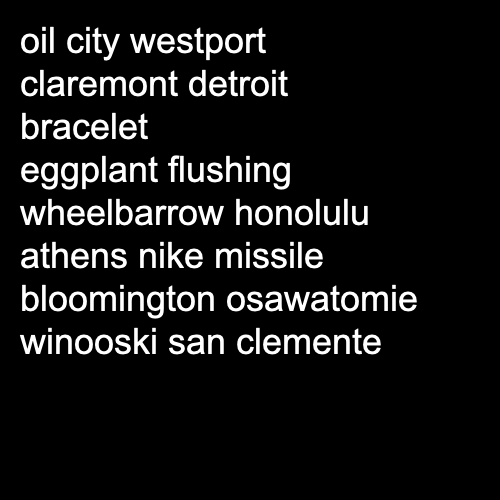 oil city westport
claremont detroit
bracelet
eggplant flushing
wheelbarrow honolulu
athens nike missile
bloomington osawatomie
winooski san clemente